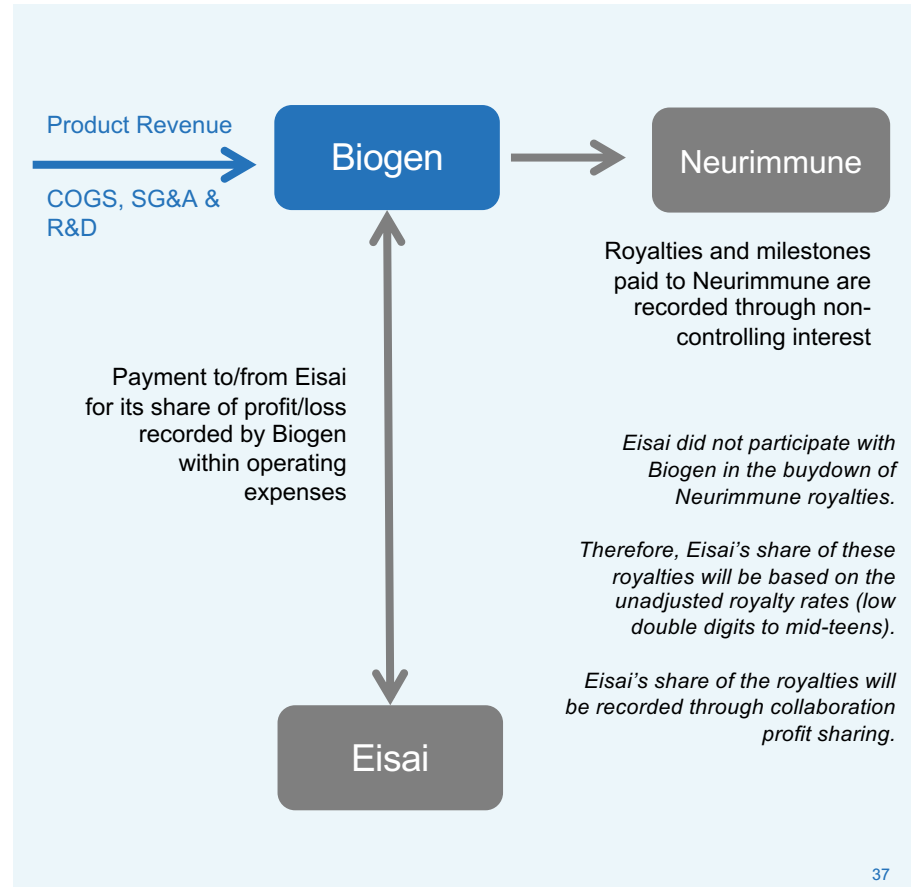 Product Revenue
COGS, SG&A &
R&D
Biogen
Neurimmune
Royalties and milestones
paid to Neurimmune are
recorded through non-
controlling interest
Payment to/from Eisai
for its share of profit/loss
recorded by Biogen
within operating
expenses
Eisai did not participate with
Biogen in the buydown of
Neurimmune royalties.
Therefore, Eisai’s share of these
royalties will be based on the
unadjusted royalty rates (low
double digits to mid-teens).
Eisai’s share of the royalties will
be recorded through collaboration
profit sharing.
Eisai
37